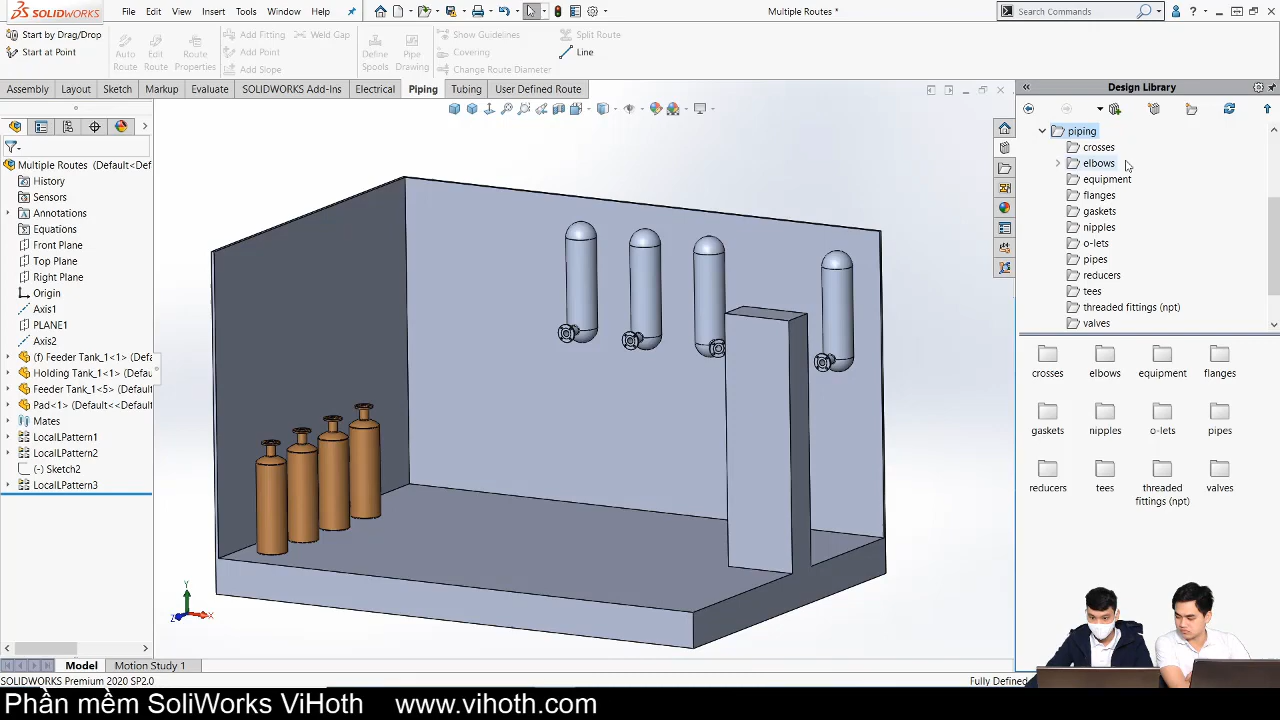 SOLIDWORKS
File
Edit
View
Insert
Tools
Window
Help
Multiple Routes *
Search Commands
Start by Drag/Drop
Start at Point
Auto
Route
Edit
Route
Route
Properties
Add Fitting
Weld Gap
Add Point
Add Slope
Define
Spools
Pipe
Drawing
Show Guidelines
Covering
Change Route Diameter
Split Route
Line
Assembly
Layout
Sketch
Markup
Evaluate
SOLIDWORKS Add-Ins
Electrical
Piping
Tubing
User Defined Route
Design Library
Multiple Routes (Default<Def
History
Sensors
Annotations
Equations
Front Plane
Top Plane
Right Plane
Origin
Axis1
PLANE1
Axis2
(f) Feeder Tank_1<1> (Defa
Holding Tank_1<1> (Defa
Feeder Tank_1<5> (Defa
Pad<1> (Default<<Default
Mates
LocalLPattern1
LocalLPattern2
(-) Sketch2
LocalLPattern3
piping
crosses
elbows
equipment
flanges
gaskets
nipples
o-lets
pipes
reducers
tees
threaded fittings (npt)
valves
crosses
elbows
equipment
flanges
gaskets
nipples
o-lets
pipes
reducers
tees
threaded
fittings (npt)
valves
Y
Z
X
Model
Motion Study 1
SOLIDWORKS Premium 2020 SP2.0
Fully Defined
Phần mềm SoliWorks ViHoth www.vihoth.com